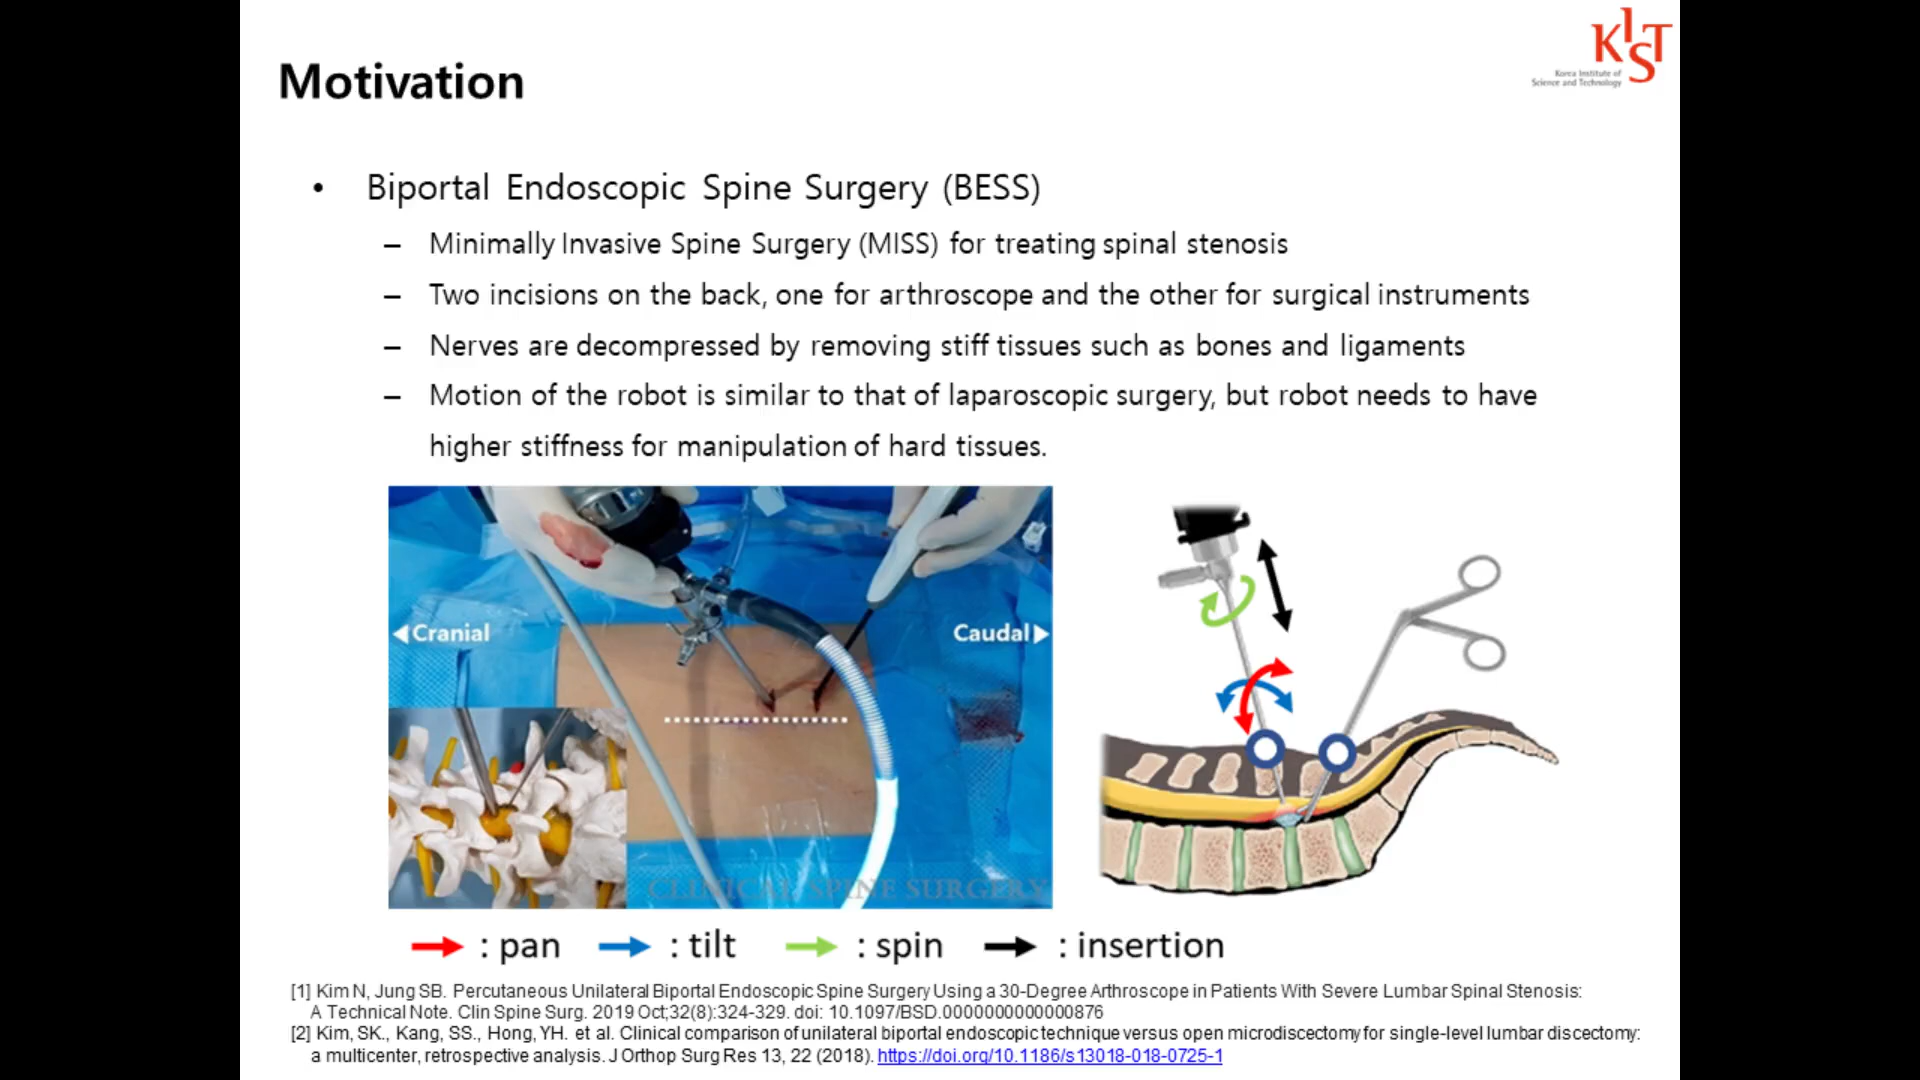 KIST
Korea Institute of
Science and Technology
Motivation
• Biportal Endoscopic Spine Surgery (BESS)
– Minimally Invasive Spine Surgery (MISS) for treating spinal stenosis
– Two incisions on the back, one for arthroscope and the other for surgical instruments
– Nerves are decompressed by removing stiff tissues such as bones and ligaments
– Motion of the robot is similar to that of laparoscopic surgery, but robot needs to have
higher stiffness for manipulation of hard tissues.
Cranial
Caudal
CLINICAL SPINE SURGERY
: pan : tilt : spin : insertion
[1] Kim N, Jung SB. Percutaneous Unilateral Biportal Endoscopic Spine Surgery Using a 30-Degree Arthroscope in Patients With Severe Lumbar Spinal Stenosis:
A Technical Note. Clin Spine Surg. 2019 Oct;32(8):324-329. doi: 10.1097/BSD.0000000000000876
[2] Kim, SK., Kang, SS., Hong, YH. et al. Clinical comparison of unilateral biportal endoscopic technique versus open microdiscectomy for single-level lumbar discectomy:
a multicenter, retrospective analysis. J Orthop Surg Res 13, 22 (2018). https://doi.org/10.1186/s13018-018-0725-1